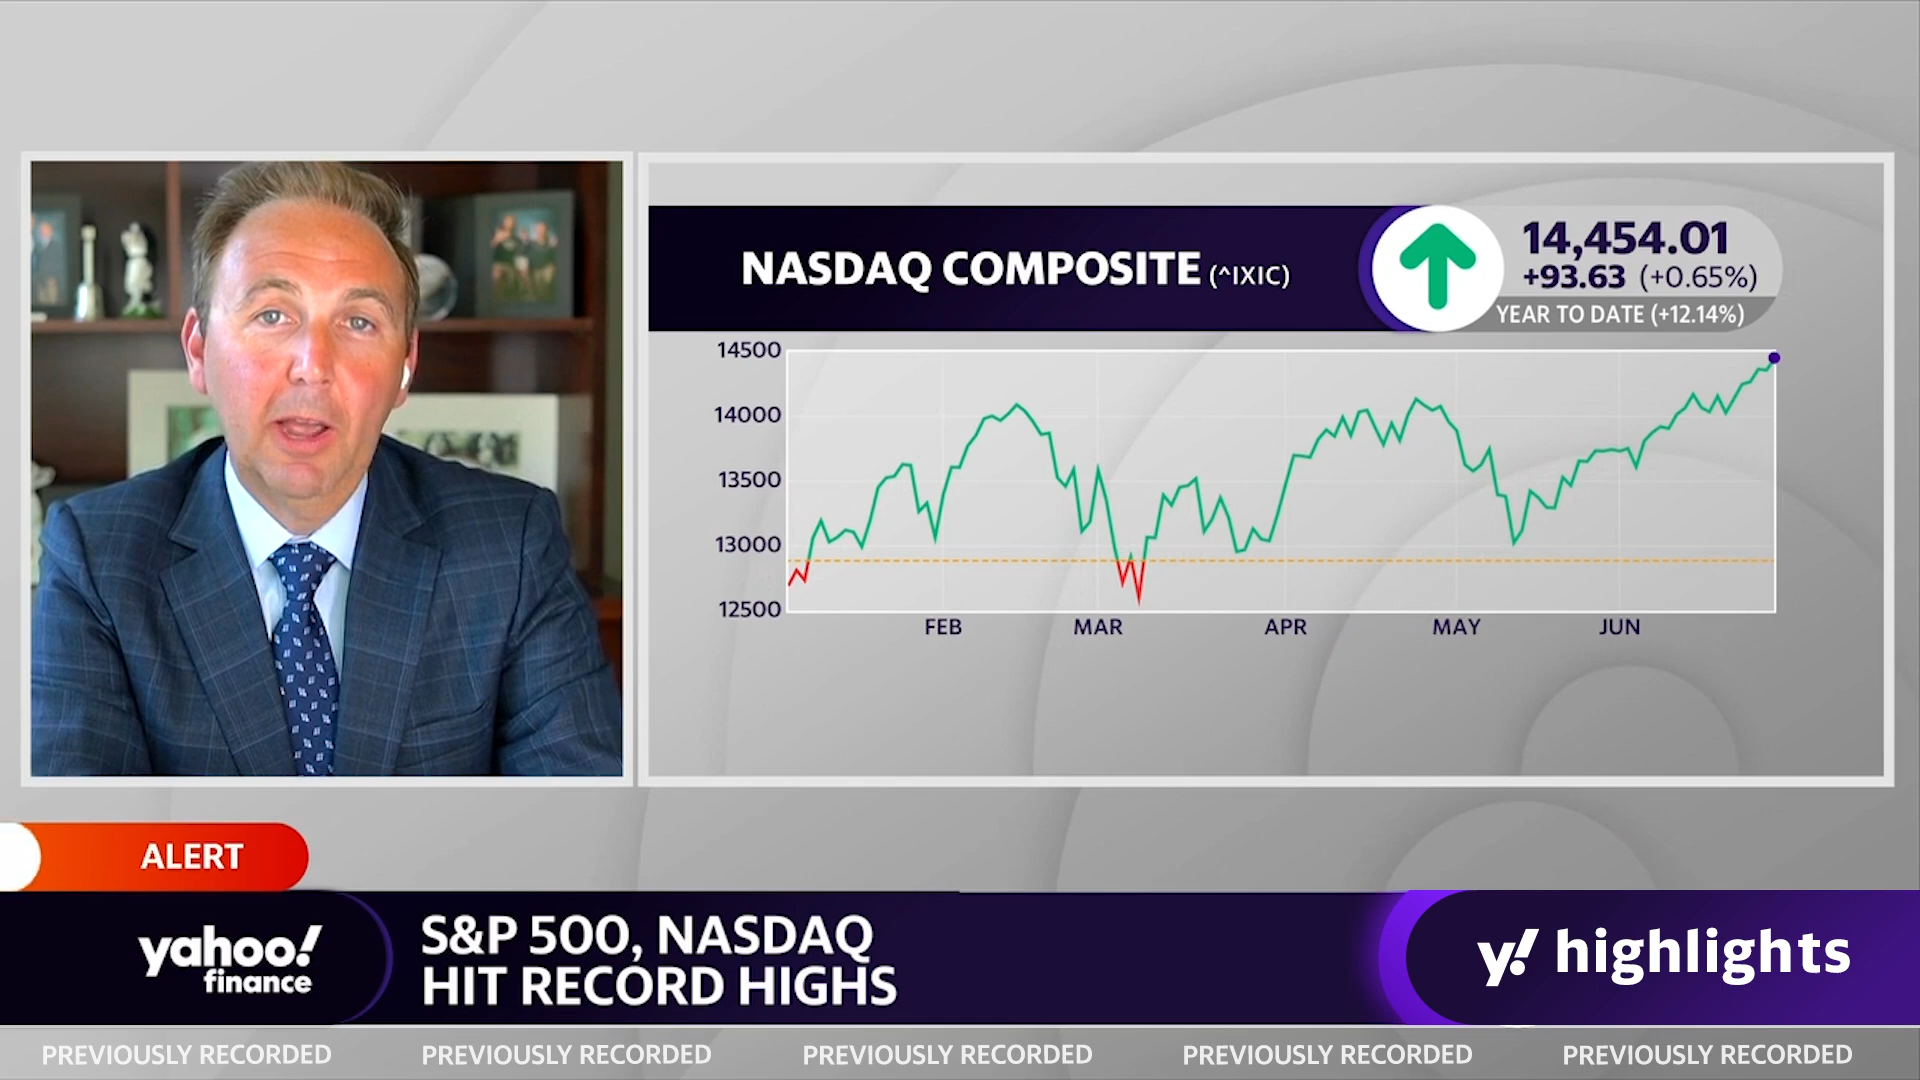 NASDAQ COMPOSITE (^IXIC)
14,454.01
+93.63 (+0.65%)
YEAR TO DATE (+12.14%)
14500
14000
13500
13000
12500
FEB MAR APR MAY JUN
ALERT
yahoo!
finance
S&P 500, NASDAQ
HIT RECORD HIGHS
y! highlights
PREVIOUSLY RECORDED PREVIOUSLY RECORDED PREVIOUSLY RECORDED PREVIOUSLY RECORDED PREVIOUSLY RECORDED